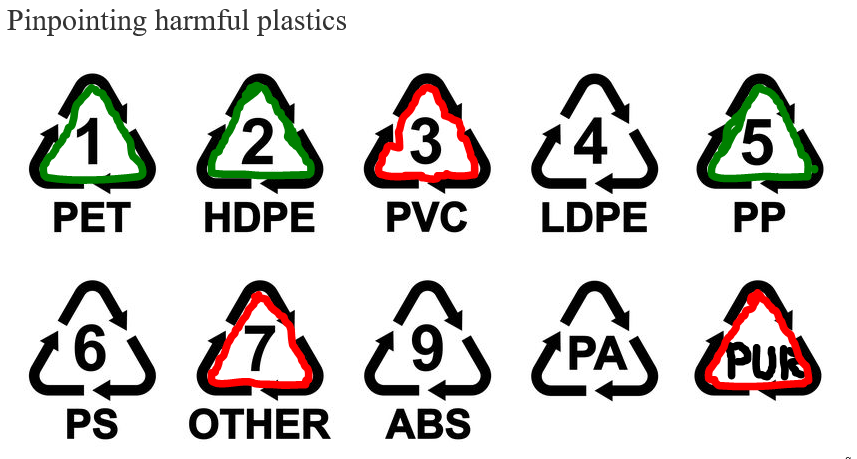 Pinpointing harmful plastics
1 2 3 4 5
PET HDPE PVC LDPE PP
6 7 9 PA PUR
PS OTHER ABS